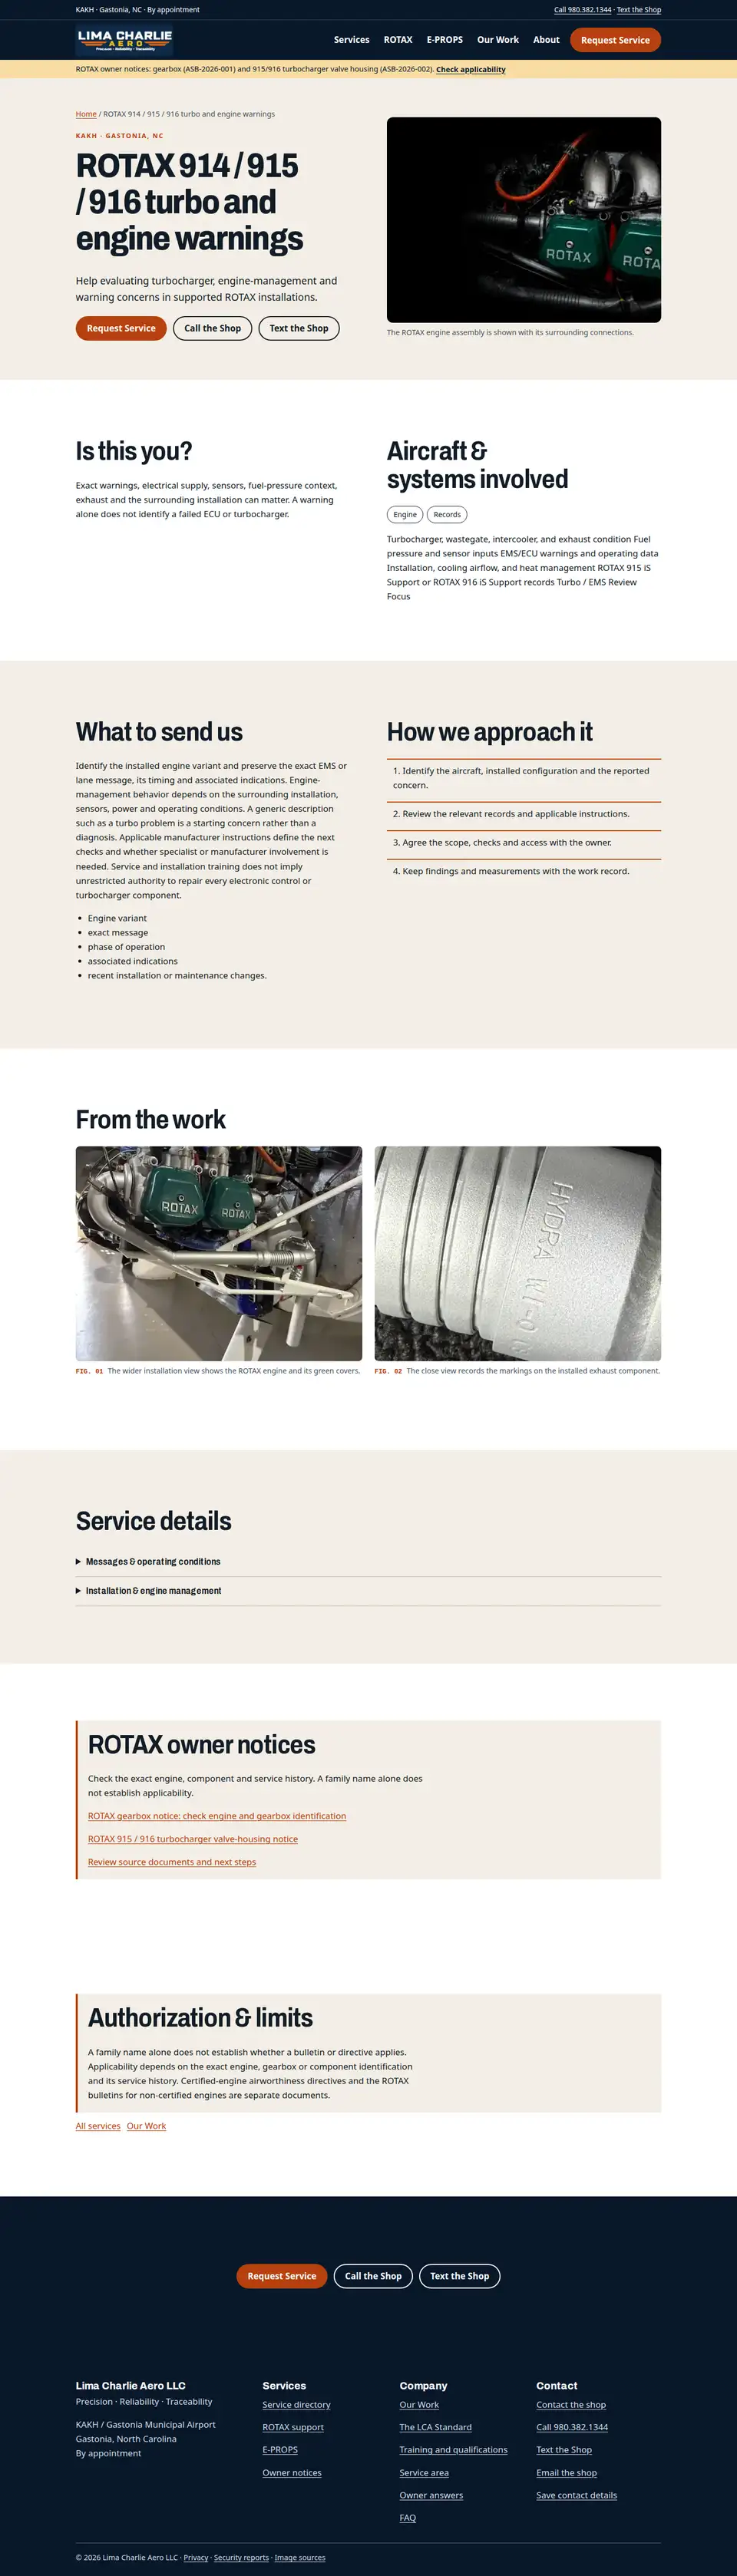 KAKH · Gastonia, NC · By appointment
Call 980.382.1344 · Text the Shop
LIMA CHARLIE
AERO
Precision · Reliability · Traceability
Services ROTAX E-PROPS Our Work About Request Service
ROTAX owner notices: gearbox (ASB-2026-001) and 915/916 turbocharger valve housing (ASB-2026-002). Check applicability
Home / ROTAX 914 / 915 / 916 turbo and engine warnings
KAKH · GASTONIA, NC
ROTAX 914 / 915
/ 916 turbo and
engine warnings
Help evaluating turbocharger, engine-management and
warning concerns in supported ROTAX installations.
Request Service Call the Shop Text the Shop
ROTAX
ROTA
The ROTAX engine assembly is shown with its surrounding connections.
Is this you?
Exact warnings, electrical supply, sensors, fuel-pressure context,
exhaust and the surrounding installation can matter. A warning
alone does not identify a failed ECU or turbocharger.
Aircraft &
systems involved
Engine Records
Turbocharger, wastegate, intercooler, and exhaust condition Fuel
pressure and sensor inputs EMS/ECU warnings and operating data
Installation, cooling airflow, and heat management ROTAX 915 iS
Support or ROTAX 916 iS Support records Turbo / EMS Review
Focus
What to send us
Identify the installed engine variant and preserve the exact EMS or
lane message, its timing and associated indications. Engine-
management behavior depends on the surrounding installation,
sensors, power and operating conditions. A generic description
such as a turbo problem is a starting concern rather than a
diagnosis. Applicable manufacturer instructions define the next
checks and whether specialist or manufacturer involvement is
needed. Service and installation training does not imply
unrestricted authority to repair every electronic control or
turbocharger component.
• Engine variant
• exact message
• phase of operation
• associated indications
• recent installation or maintenance changes.
How we approach it
1. Identify the aircraft, installed configuration and the reported
concern.
2. Review the relevant records and applicable instructions.
3. Agree the scope, checks and access with the owner.
4. Keep findings and measurements with the work record.
From the work
ROTAX
ROTAX
HYDRA
FIG. 01 The wider installation view shows the ROTAX engine and its green covers.
FIG. 02 The close view records the markings on the installed exhaust component.
Service details
Messages & operating conditions
Installation & engine management
ROTAX owner notices
Check the exact engine, component and service history. A family name alone does
not establish applicability.
ROTAX gearbox notice: check engine and gearbox identification
ROTAX 915 / 916 turbocharger valve-housing notice
Review source documents and next steps
Authorization & limits
A family name alone does not establish whether a bulletin or directive applies.
Applicability depends on the exact engine, gearbox or component identification
and its service history. Certified-engine airworthiness directives and the ROTAX
bulletins for non-certified engines are separate documents.
All services Our Work
Request Service Call the Shop Text the Shop
Lima Charlie Aero LLC
Precision · Reliability · Traceability
KAKH / Gastonia Municipal Airport
Gastonia, North Carolina
By appointment
Services
Service directory
ROTAX support
E-PROPS
Owner notices
Company
Our Work
The LCA Standard
Training and qualifications
Service area
Owner answers
FAQ
Contact
Contact the shop
Call 980.382.1344
Text the Shop
Email the shop
Save contact details
© 2026 Lima Charlie Aero LLC · Privacy · Security reports · Image sources